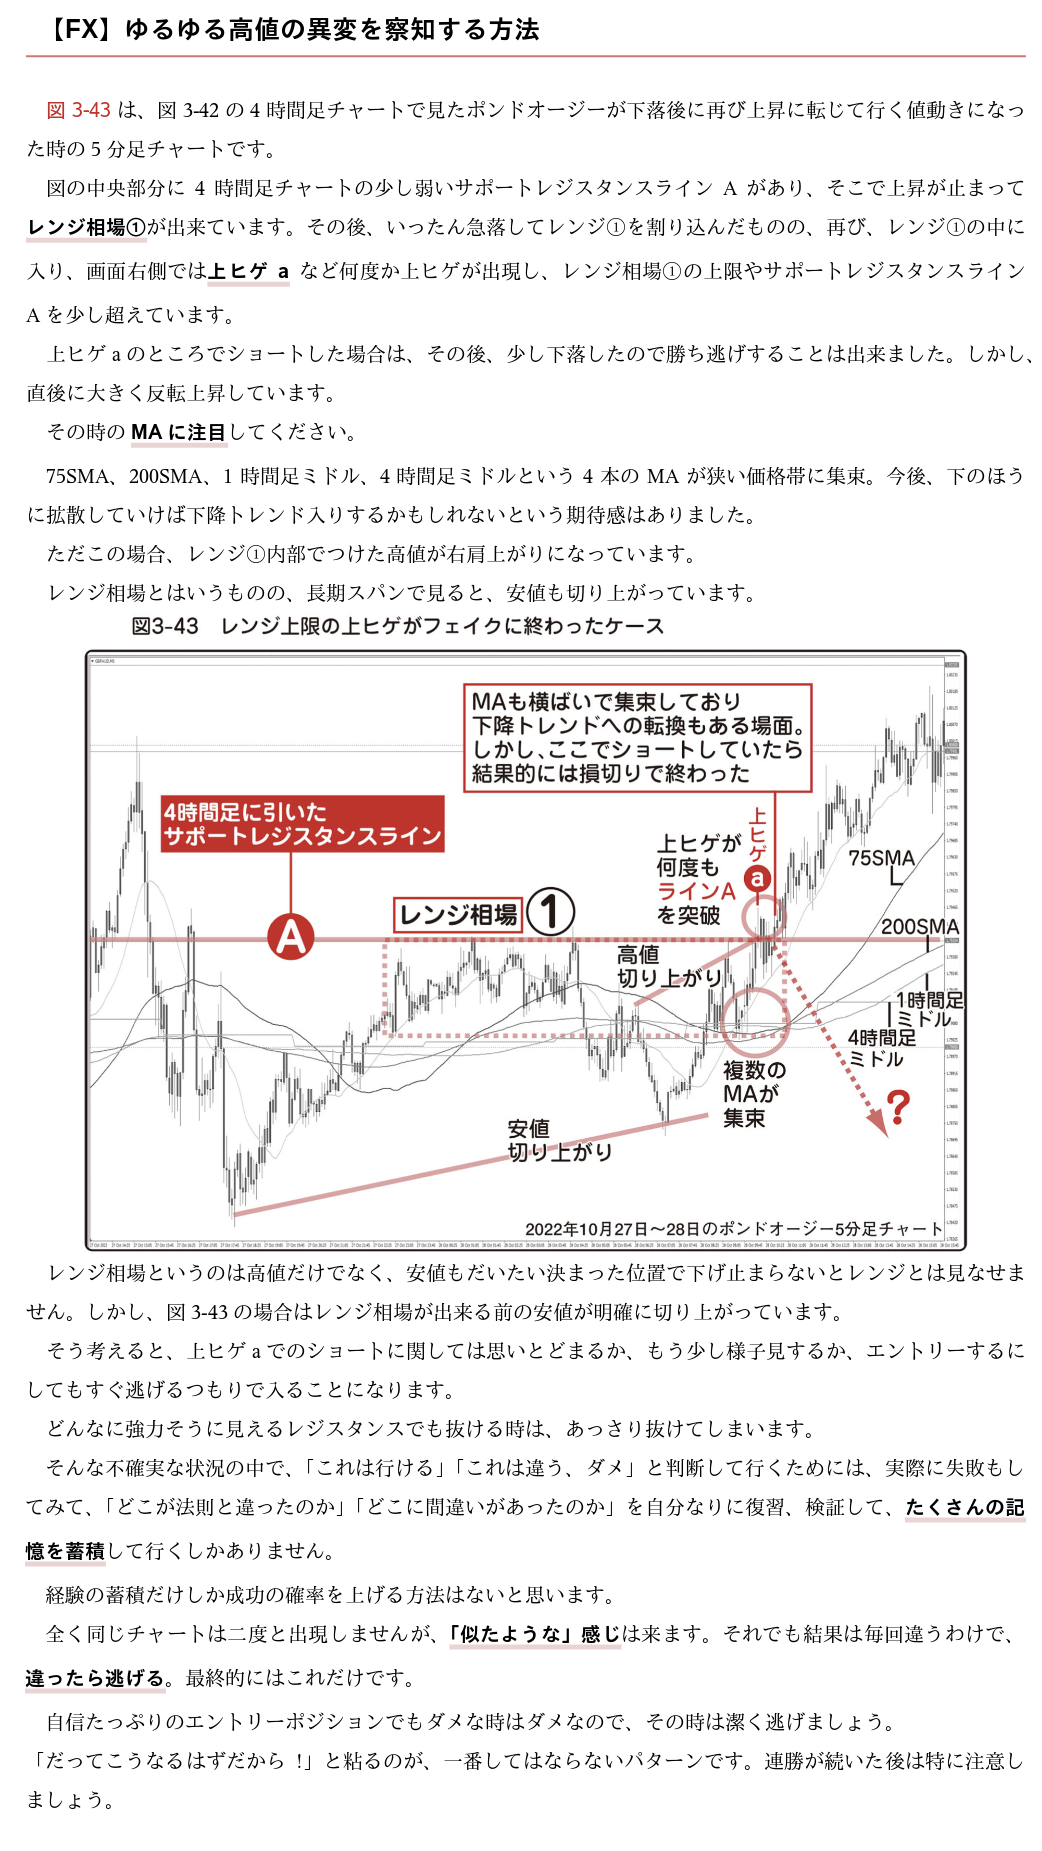 【FX】ゆるゆる高値の異変を察知する方法
図 3-43 は、図 3-42 の 4 時間足チャートで見たポンドオージーが下落後に再び上昇に転じて行く値動きになっ
た時の 5 分足チャートです。
図の中央部分に 4 時間足チャートの少し弱いサポートレジスタンスライン A があり、そこで上昇が止まって
レンジ相場①が出来ています。その後、いったん急落してレンジ①を割り込んだものの、再び、レンジ①の中に
入り、画面右側では上ヒゲ a など何度か上ヒゲが出現し、レンジ相場①の上限やサポートレジスタンスライン
A を少し超えています。
上ヒゲ a のところでショートした場合は、その後、少し下落したので勝ち逃げすることは出来ました。しかし、
直後に大きく反転上昇しています。
その時の MA に注目してください。
75SMA、200SMA、1 時間足ミドル、4 時間足ミドルという 4 本の MA が狭い価格帯に集束。今後、下のほう
に拡散していけば下降トレンド入りするかもしれないという期待感はありました。
ただこの場合、レンジ①内部でつけた高値が右肩上がりになっています。
レンジ相場とはいうものの、長期スパンで見ると、安値も切り上がっています。
図3-43 レンジ上限の上ヒゲがフェイクに終わったケース
MAも横ばいで集束しており
下降トレンドへの転換もある場面。
しかし、ここでショートしていたら
結果的には損切りで終わった
4時間足に引いた
サポートレジスタンスライン
A
レンジ相場 ①
上ヒゲが
何度も
ラインA
を突破
上ヒゲ
a
75SMA
200SMA
高値
切り上がり
1時間足
ミドル
4時間足
ミドル
複数の
MAが
集束
?
安値
切り上がり
2022年10月27日〜28日のポンドオージー5分足チャート
レンジ相場というのは高値だけでなく、安値もだいたい決まった位置で下げ止まらないとレンジとは見なせま
せん。しかし、図 3-43 の場合はレンジ相場が出来る前の安値が明確に切り上がっています。
そう考えると、上ヒゲ a でのショートに関しては思いとどまるか、もう少し様子見するか、エントリーするに
してもすぐ逃げるつもりで入ることになります。
どんなに強力そうに見えるレジスタンスでも抜ける時は、あっさり抜けてしまいます。
そんな不確実な状況の中で、「これは行ける」「これは違う、ダメ」と判断して行くためには、実際に失敗もし
てみて、「どこが法則と違ったのか」「どこに間違いがあったのか」を自分なりに復習、検証して、たくさんの記
憶を蓄積して行くしかありません。
経験の蓄積だけしか成功の確率を上げる方法はないと思います。
全く同じチャートは二度と出現しませんが、「似たような」感じは来ます。それでも結果は毎回違うわけで、
違ったら逃げる。最終的にはこれだけです。
自信たっぷりのエントリーポジションでもダメな時はダメなので、その時は潔く逃げましょう。
「だってこうなるはずだから !」と粘るのが、一番してはならないパターンです。連勝が続いた後は特に注意し
ましょう。